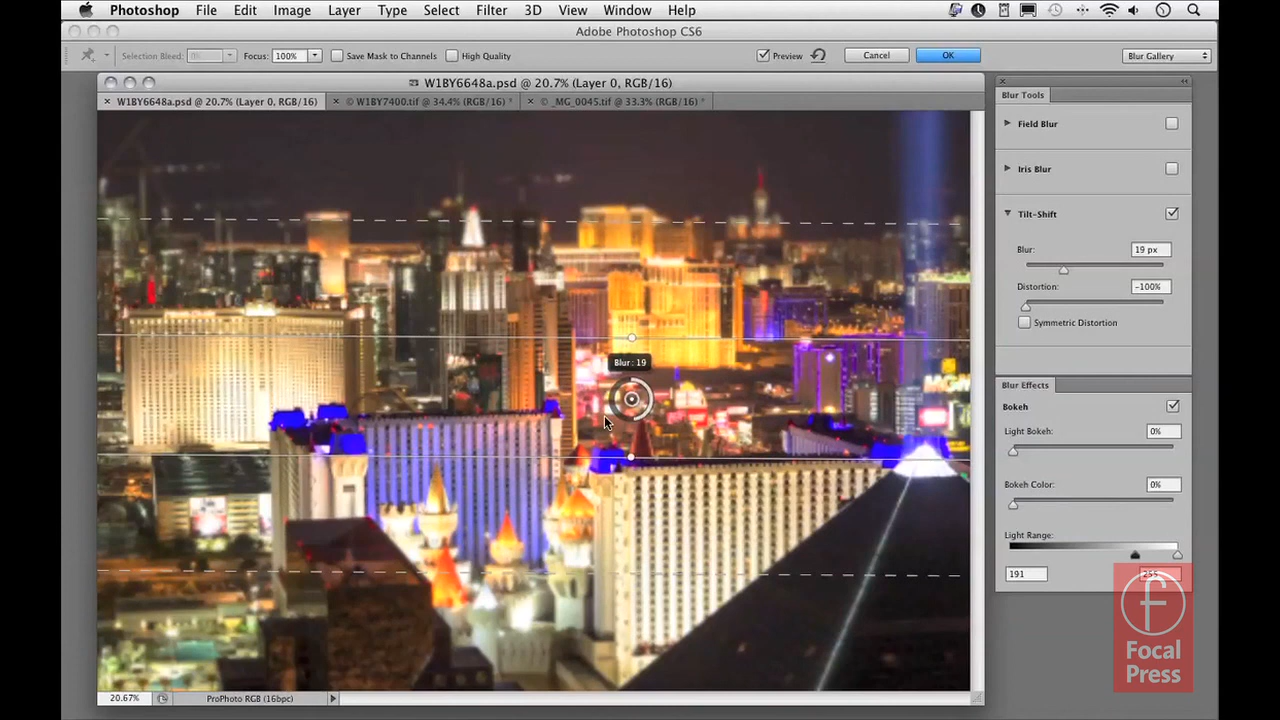 Photoshop File Edit Image Layer Type Select Filter 3D View Window Help
Adobe Photoshop CS6
Selection Bleed: Focus: 100% Save Mask to Channels High Quality Preview Cancel OK Blur Gallery
W1BY6648a.psd @ 20.7% (Layer 0, RGB/16)
× W1BY6648a.psd @ 20.7% (Layer 0, RGB/16) × © W1BY7400.tif @ 34.4% (RGB/16) * × © _MG_0045.tif @ 33.3% (RGB/16) *
Blur Tools
Field Blur
Iris Blur
Tilt-Shift
Blur: 19 px
Distortion: -100%
Symmetric Distortion
Blur: 19
Blur Effects
Bokeh
Light Bokeh: 0%
Bokeh Color: 0%
Light Range:
191 255
f
Focal
Press
20.67% ProPhoto RGB (16bpc)